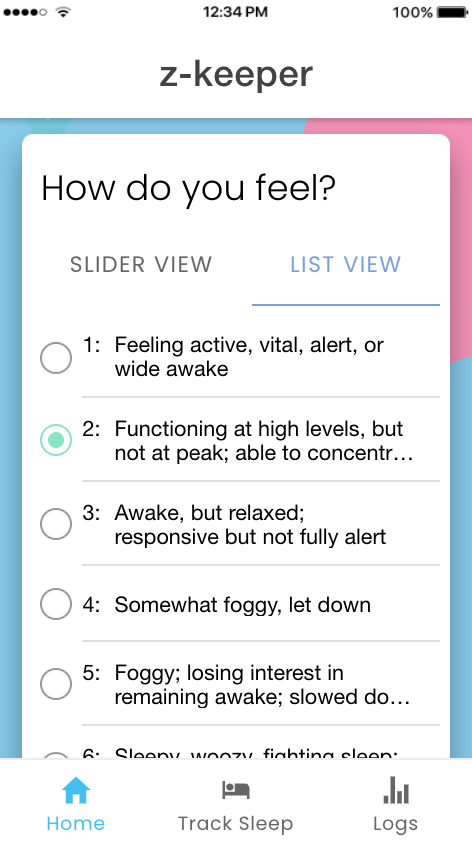 12:34 PM 100%
z-keeper
How do you feel?
SLIDER VIEW LIST VIEW
1: Feeling active, vital, alert, or
wide awake
2: Functioning at high levels, but
not at peak; able to concentr...
3: Awake, but relaxed;
responsive but not fully alert
4: Somewhat foggy, let down
5: Foggy; losing interest in
remaining awake; slowed do...
6: Sleepy, woozy, fighting sleep;
Home Track Sleep Logs